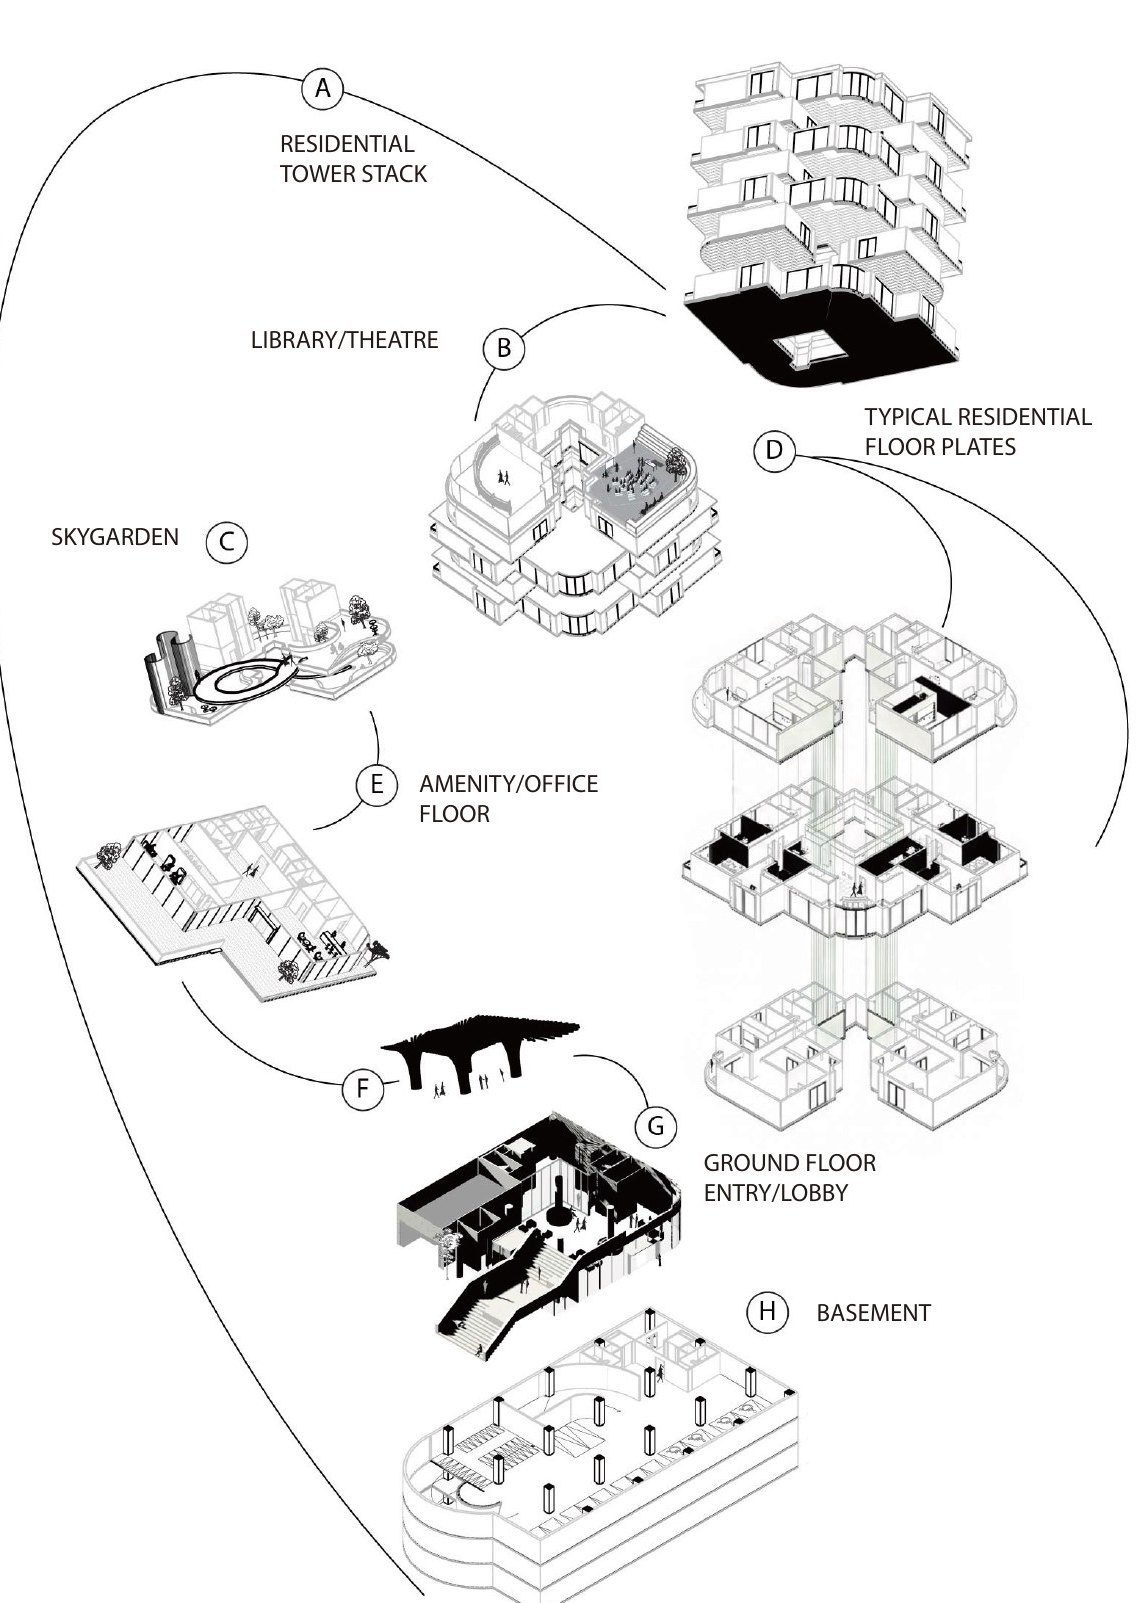 A
RESIDENTIAL
TOWER STACK
LIBRARY/THEATRE
B
TYPICAL RESIDENTIAL
FLOOR PLATES
D
SKYGARDEN
C
E
AMENITY/OFFICE
FLOOR
F
G
GROUND FLOOR
ENTRY/LOBBY
H
BASEMENT